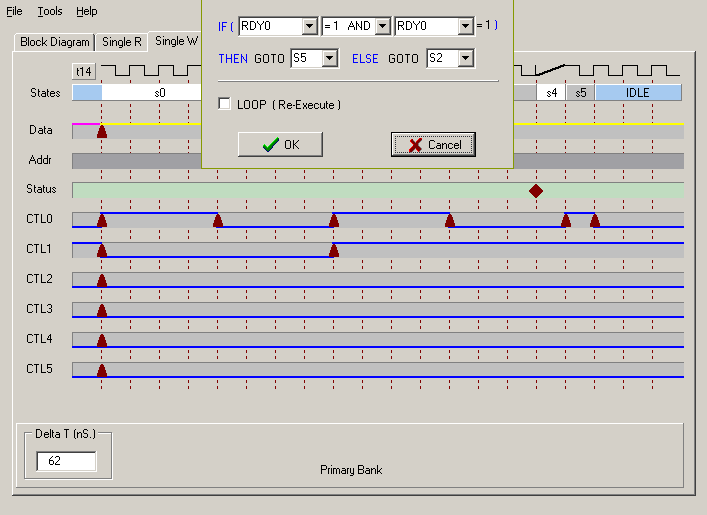 File Tools Help
IF ( RDY0 = 1 AND RDY0 = 1 )
Block Diagram Single R Single W
THEN GOTO S5 ELSE GOTO S2
t14
States s0 s4 s5 IDLE
LOOP ( Re-Execute )
Data
OK Cancel
Addr
Status
CTL0
CTL1
CTL2
CTL3
CTL4
CTL5
Delta T (nS.)
62
Primary Bank